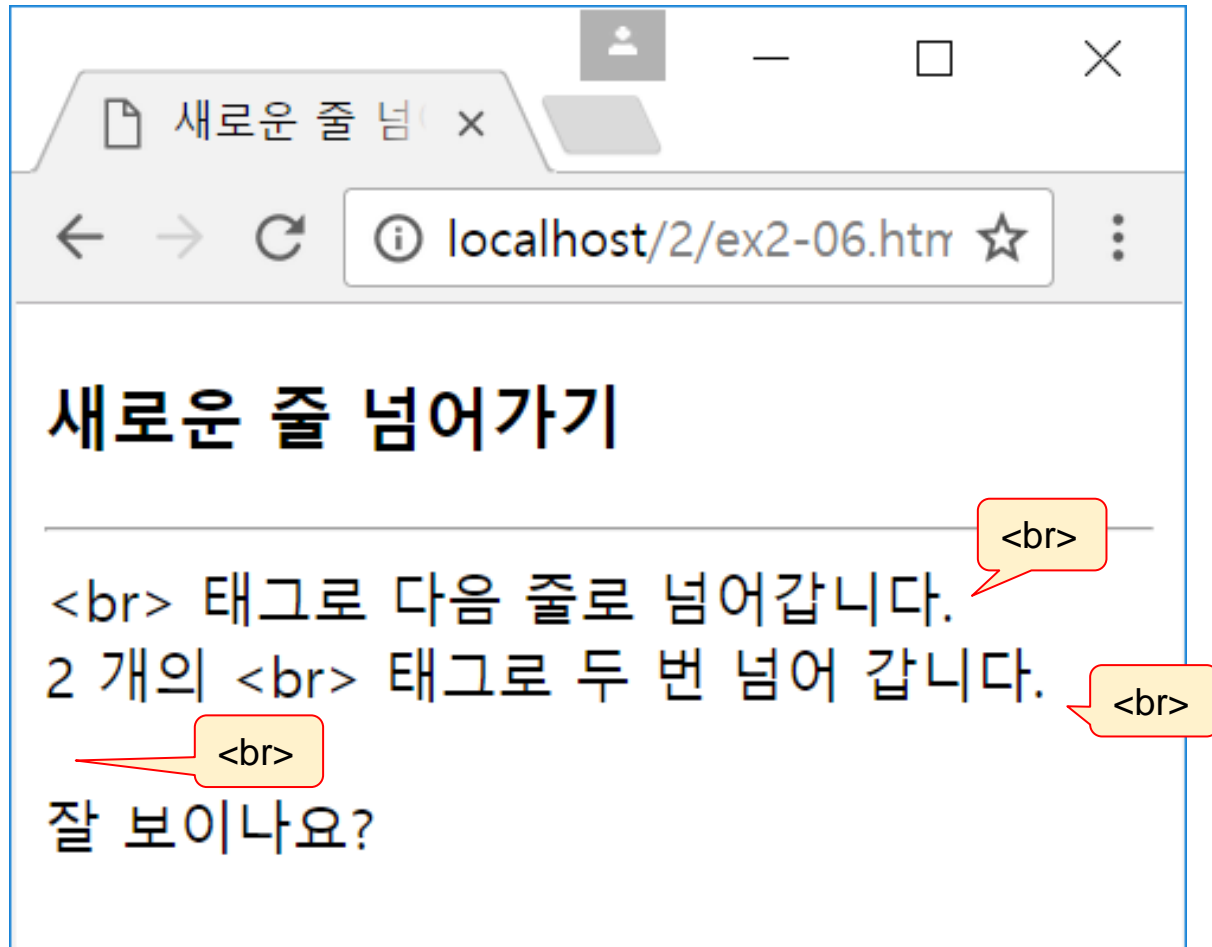 새로운 줄 넘
localhost/2/ex2-06.htm
새로운 줄 넘어가기
<br>
<br> 태그로 다음 줄로 넘어갑니다.
2 개의 <br> 태그로 두 번 넘어 갑니다.
<br>
<br>
잘 보이나요?